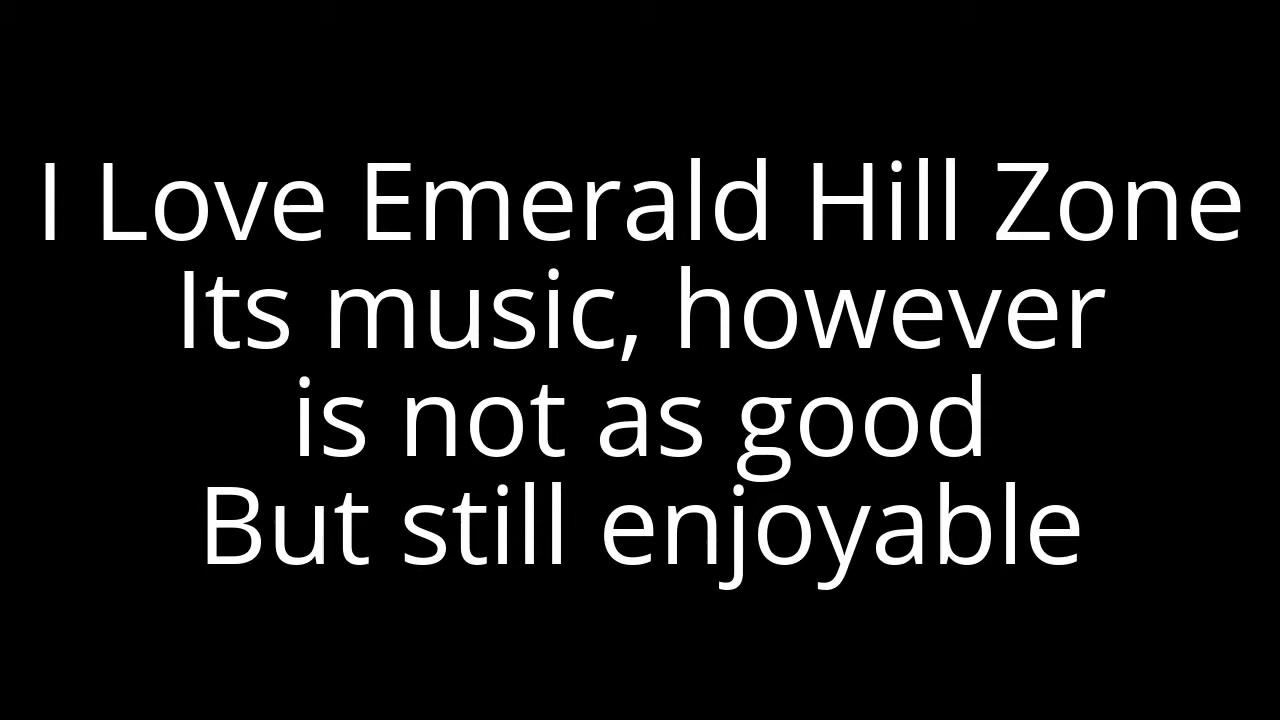 I Love Emerald Hill Zone
Its music, however
is not as good
But still enjoyable